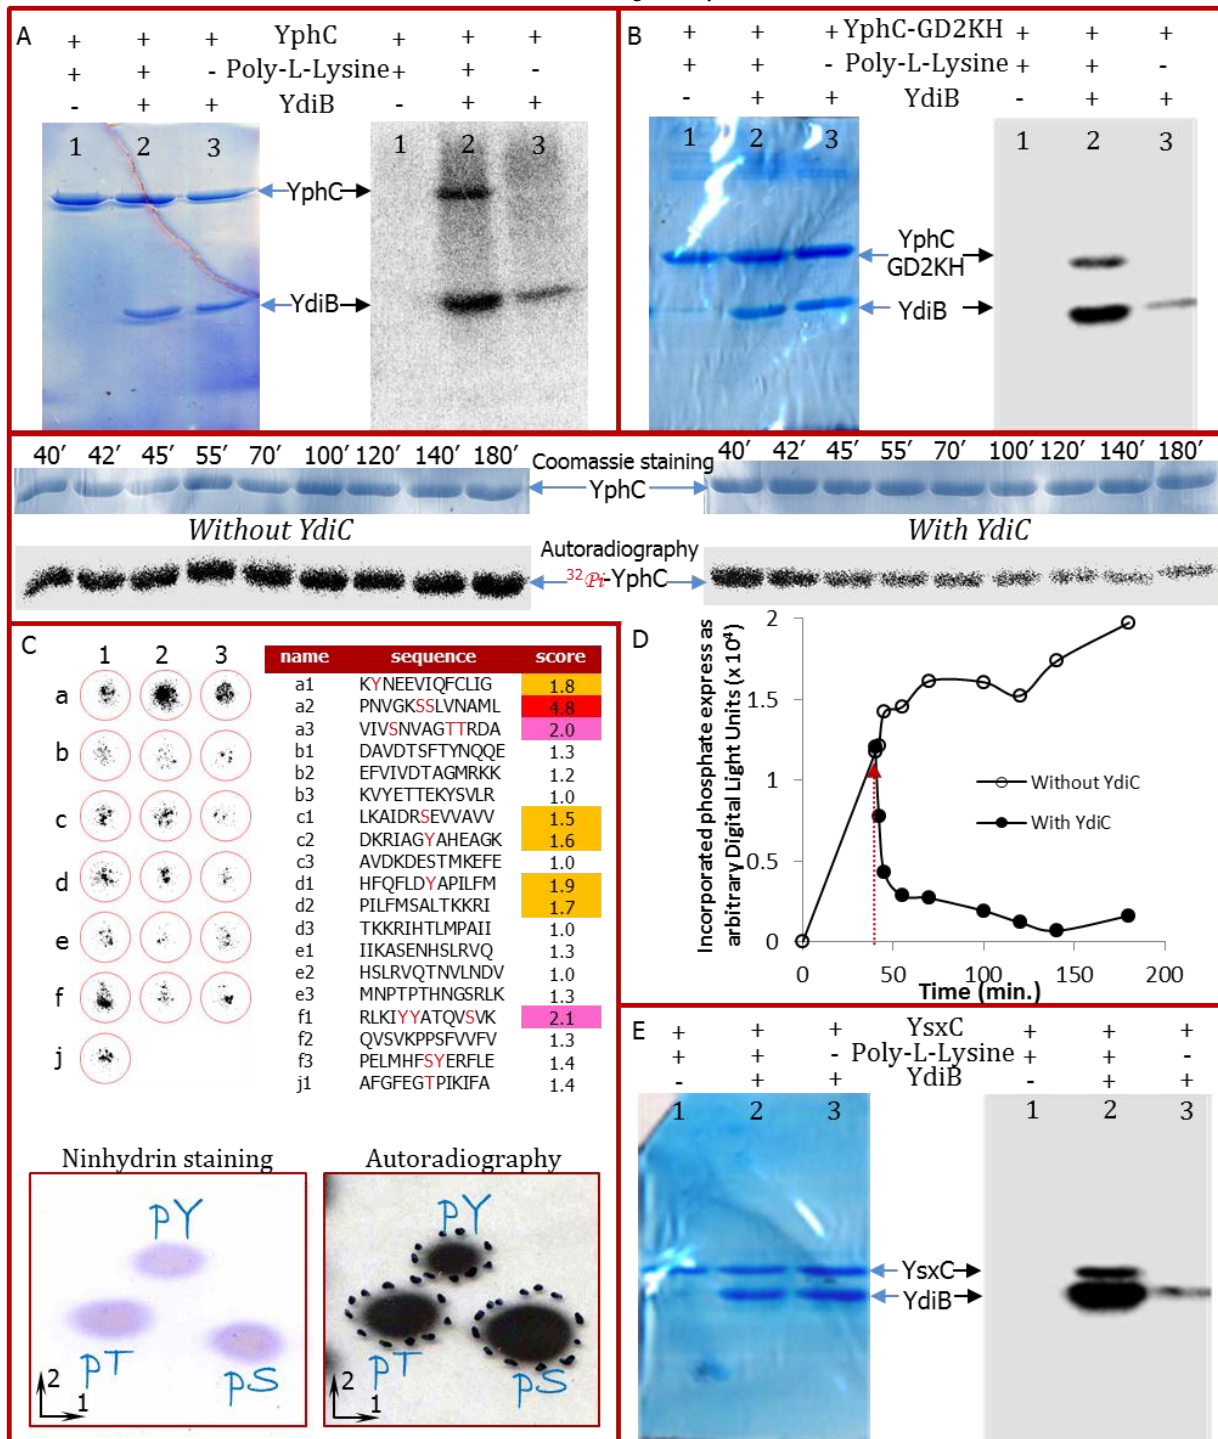 A
+ + + YphC + + +
+ + - Poly-L-Lysine + + -
- + + YdiB - + +
1 2 3 1 2 3
YphC
YdiB
B
+ + + YphC-GD2KH + + +
+ + - Poly-L-Lysine + + -
- + + YdiB - + +
1 2 3 1 2 3
YphC
GD2KH
YdiB
40′ 42′ 45′ 55′ 70′ 100′ 120′ 140′ 180′ Coomassie staining 40′ 42′ 45′ 55′ 70′ 100′ 120′ 140′ 180′
YphC
Without YdiC With YdiC
Autoradiography
32Pi-YphC
C
1 2 3
a
b
c
d
e
f
j
name sequence score
a1 KYNEEVIQFCLIG 1.8
a2 PNVGKSSLVNAML 4.8
a3 VIVSNVAGTTRDA 2.0
b1 DAVDTSFTYNQQE 1.3
b2 EFVIVDTAGMRKK 1.2
b3 KVYETTEKYSVLR 1.0
c1 LKAIDRSEVVAVV 1.5
c2 DKRIAGYAHEAGK 1.6
c3 AVDKDESTMKEFE 1.0
d1 HFQFLDYAPILFM 1.9
d2 PILFMSALTKKRI 1.7
d3 TKKRIHTLMPAII 1.0
e1 IIKASENHSLRVQ 1.3
e2 HSLRVQTNVLNDV 1.0
e3 MNPTPTHNGSRLK 1.3
f1 RLKIYYATQVSVK 2.1
f2 QVSVKPPSFVVFV 1.3
f3 PELMHFSYERFLE 1.4
j1 AFGFEGTPIKIFA 1.4
Ninhydrin staining Autoradiography
pY
pT
pS
2
1
pY
pT
pS
2
1
D
Incorporated phosphate express as
arbitrary Digital Light Units (x 10⁴)
2
1.5
1
0.5
0
0 50 100 150 200
Time (min.)
Without YdiC
With YdiC
E
+ + + YsxC + + +
+ + - Poly-L-Lysine + + -
- + + YdiB - + +
1 2 3 1 2 3
YsxC
YdiB